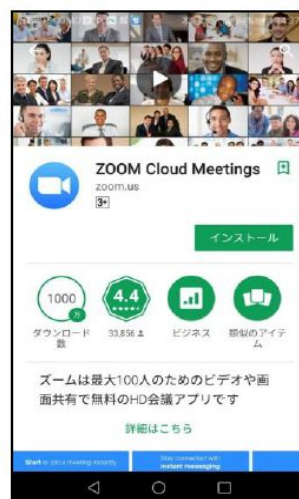 ZOOM Cloud Meetings
zoom.us
3+
インストール
1000
万
4.4
ダウンロード
数
33,856
ビジネス
類似のアイテ
ム
ズームは最大100人のためのビデオや画
面共有で無料のHD会議アプリです
詳細はこちら
Start or join a meeting instantly
Stay connected with
instant messaging